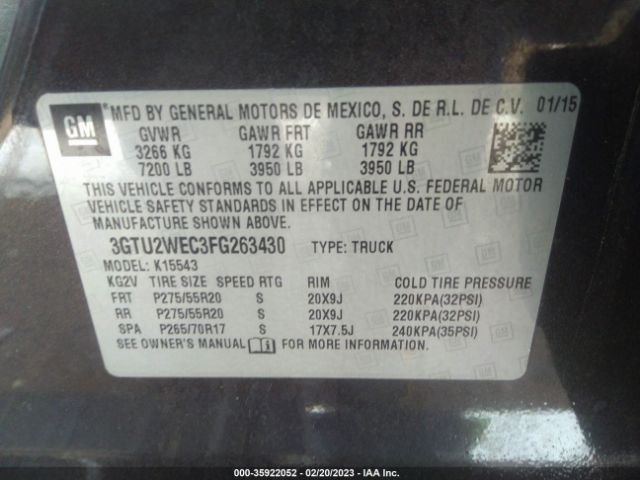 GM
® MFD BY GENERAL MOTORS DE MEXICO, S. DE R.L. DE C.V. 01/15
GVWR GAWR FRT GAWR RR
3266 KG 1792 KG 1792 KG
7200 LB 3950 LB 3950 LB
THIS VEHICLE CONFORMS TO ALL APPLICABLE U.S. FEDERAL MOTOR
VEHICLE SAFETY STANDARDS IN EFFECT ON THE DATE OF
MANUFACTURE SHOWN ABOVE.
3GTU2WEC3FG263430 TYPE: TRUCK
MODEL: K15543
KG2V TIRE SIZE SPEED RTG RIM COLD TIRE PRESSURE
FRT P275/55R20 S 20X9J 220KPA(32PSI)
RR P275/55R20 S 20X9J 220KPA(32PSI)
SPA P265/70R17 S 17X7.5J 240KPA(35PSI)
SEE OWNER'S MANUAL FOR MORE INFORMATION.
000-35922052 - 02/20/2023 - IAA Inc.